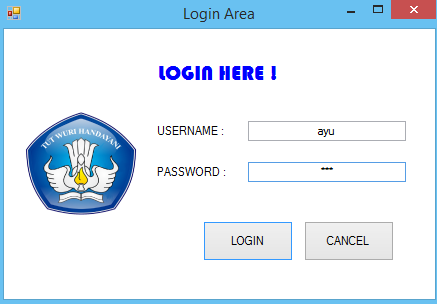 Login Area
LOGIN HERE !
TUT WURI HANDAYANI
USERNAME : ayu
PASSWORD : ***
LOGIN CANCEL